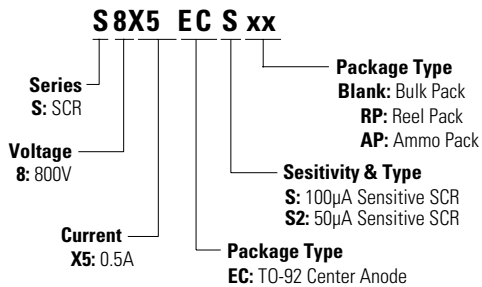 S 8X5 EC S xx
Series
S: SCR
Voltage
8: 800V
Current
X5: 0.5A
Package Type
Blank: Bulk Pack
RP: Reel Pack
AP: Ammo Pack
Sesitivity & Type
S: 100µA Sensitive SCR
S2: 50µA Sensitive SCR
Package Type
EC: TO-92 Center Anode